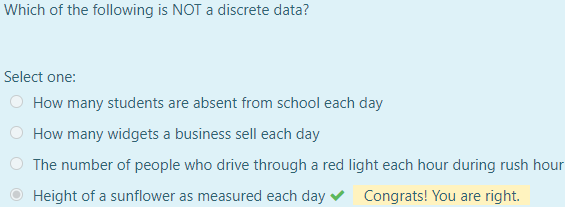 Which of the following is NOT a discrete data?
Select one:
How many students are absent from school each day
How many widgets a business sell each day
The number of people who drive through a red light each hour during rush hour
Height of a sunflower as measured each day ✔ Congrats! You are right.